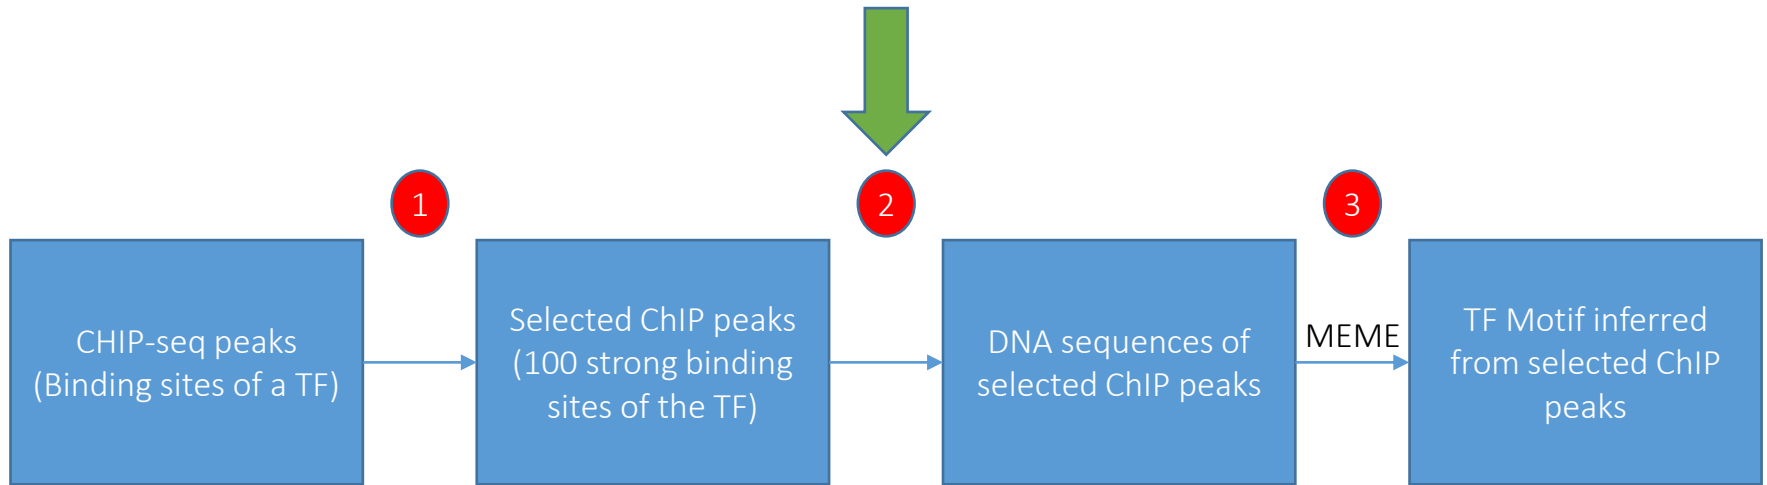 1
2
3
CHIP-seq peaks
(Binding sites of a TF)
Selected ChIP peaks
(100 strong binding
sites of the TF)
DNA sequences of
selected ChIP peaks
MEME
TF Motif inferred
from selected ChIP
peaks